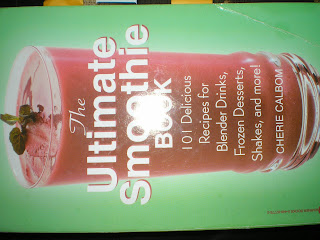 The
Ultimate
Smoothie
BOOK
101 Delicious
Recipes for
Blender Drinks,
Frozen Desserts,
Shakes, and more!
CHERIE CALBOM